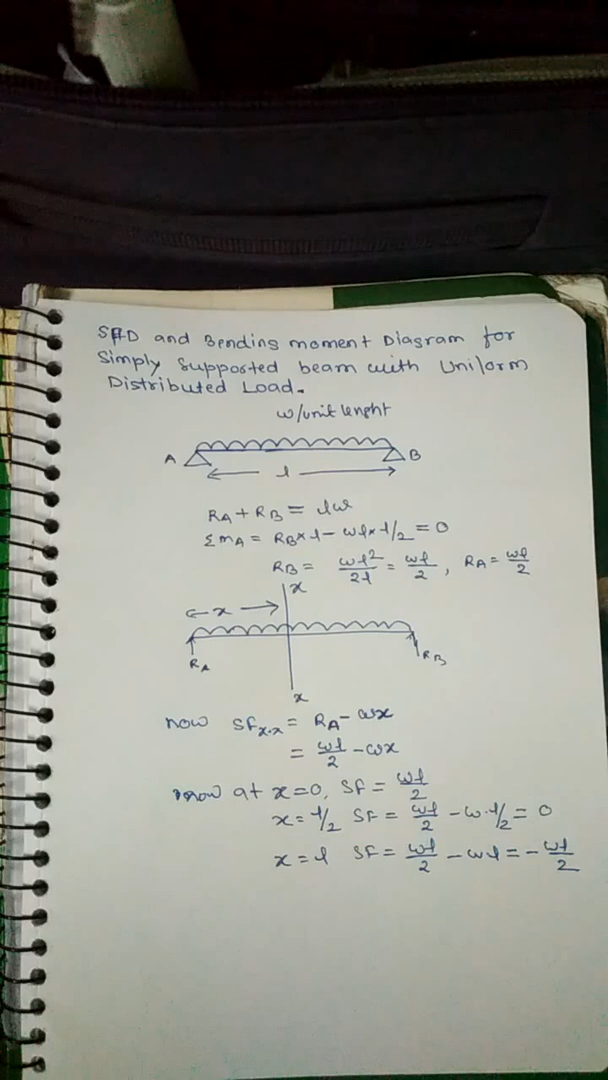 SFD and Bending moment Diagram for
Simply Supported beam with Uniform
Distributed Load.
w/unit lenght
A B
l
RA + RB = lw
ΣMA = RB × l - wl × l/2 = 0
RB = wl²/2l = wl/2 , RA = wl/2
x
x
RA RB
x
now SFx-x = RA - wx
= wl/2 - wx
now at x=0, SF = wl/2
x = l/2 SF = wl/2 - w.l/2 = 0
x = l SF = wl/2 - wl = - wl/2